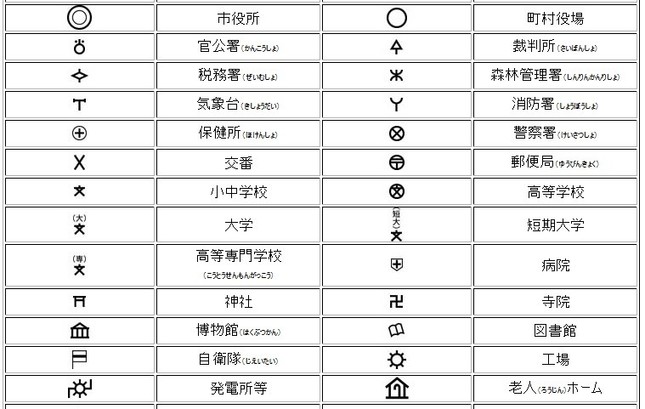 市役所 町村役場
官公署(かんこうしょ) 裁判所(さいばんしょ)
税務署(ぜいむしょ) 森林管理署(しんりんかんりしょ)
気象台(きしょうだい) 消防署(しょうぼうしょ)
保健所(ほけんしょ) 警察署(けいさつしょ)
交番 郵便局(ゆうびんきょく)
文 小中学校 文 高等学校
(大)
文 大学 (短大)
文 短期大学
(専)
文 高等専門学校
(こうとうせんもんがっこう) 病院
神社 卍 寺院
博物館(はくぶつかん) 図書館
自衛隊(じえいたい) 工場
発電所等 老人(ろうじん)ホーム